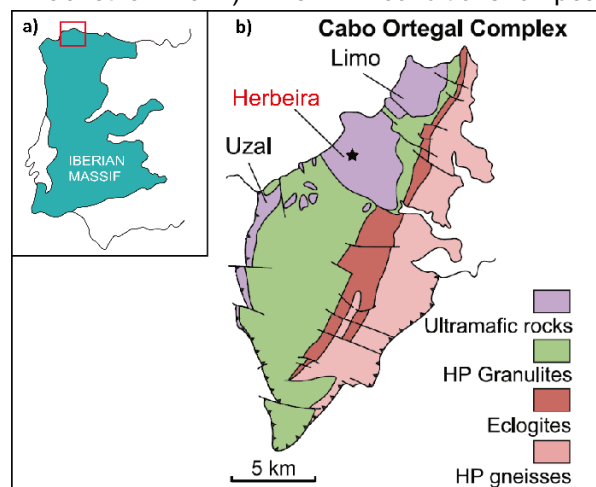 a)
IBERIAN
MASSIF
b)
Cabo Ortegal Complex
Limo
Herbeira
Uzal
Ultramafic rocks
HP Granulites
Eclogites
HP gneisses
5 km